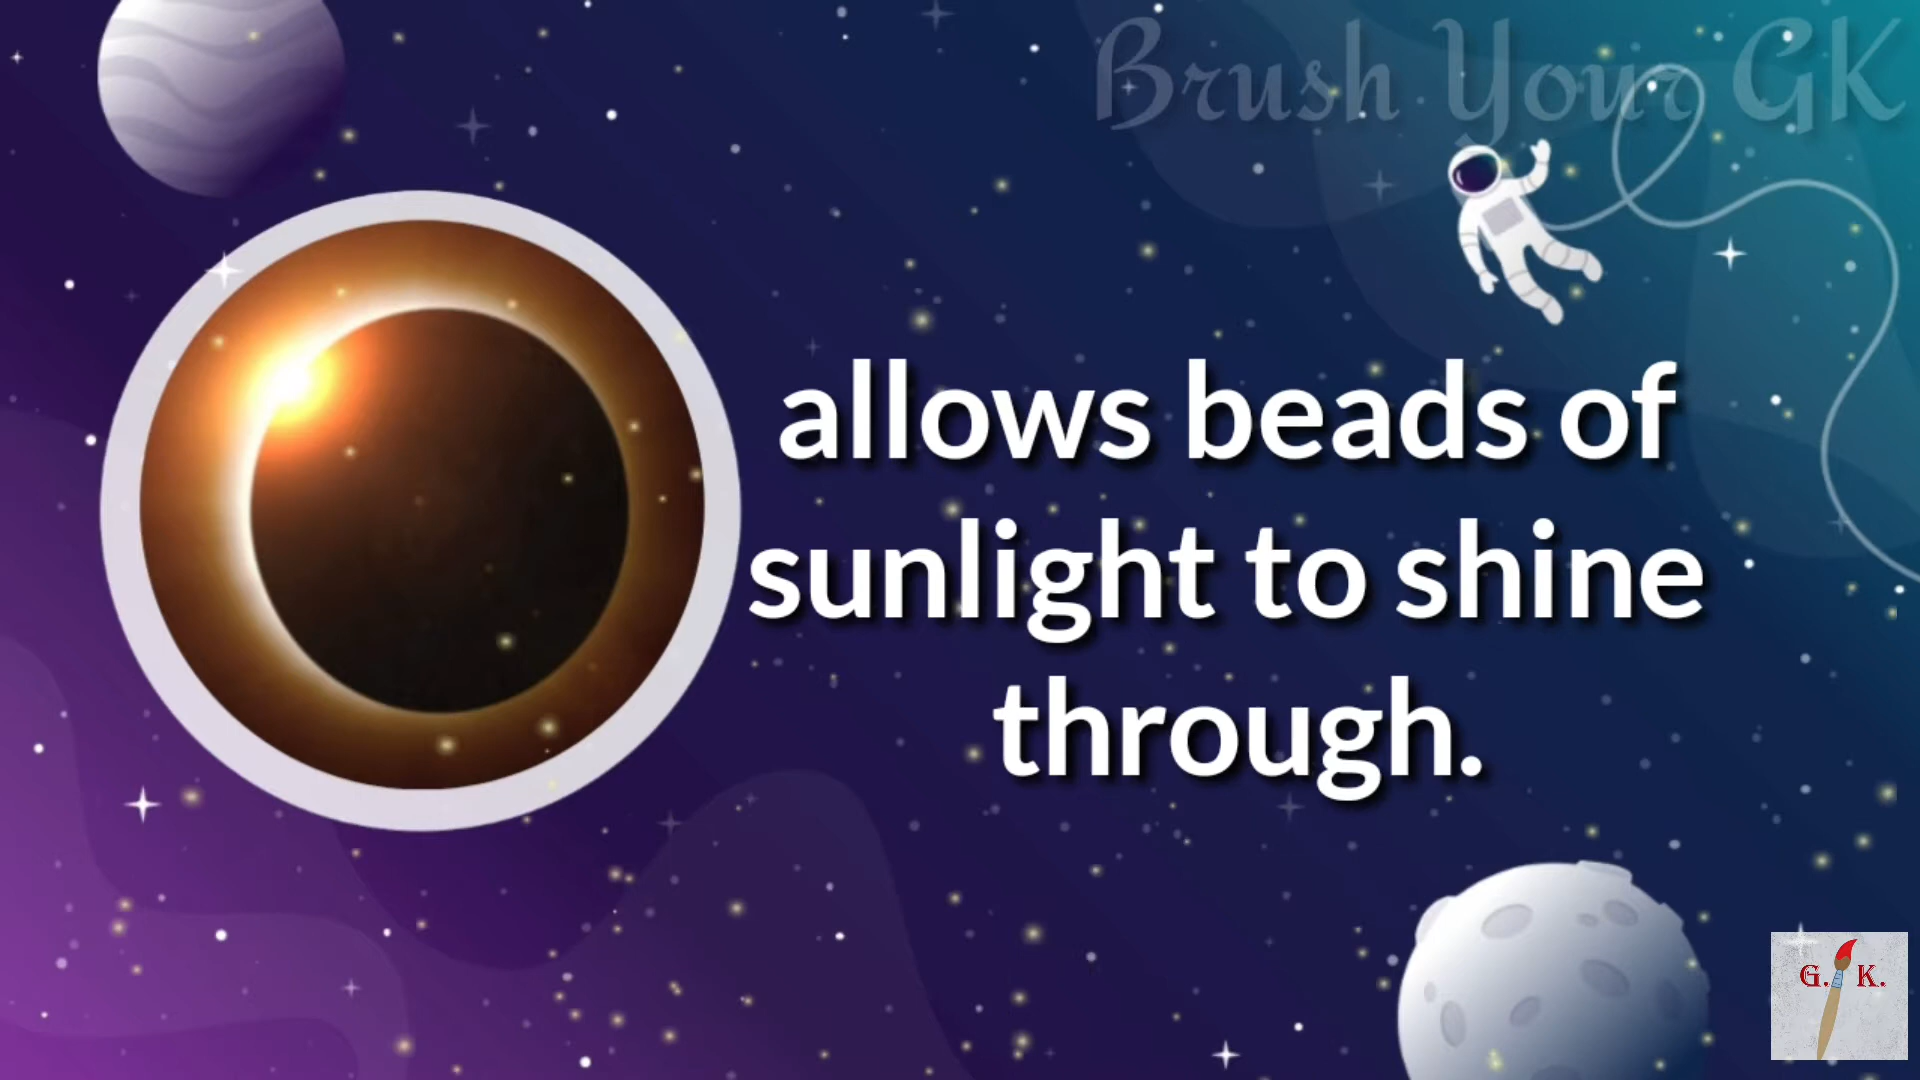 Brush Your GK
allows beads of
sunlight to shine
through.
G. K.